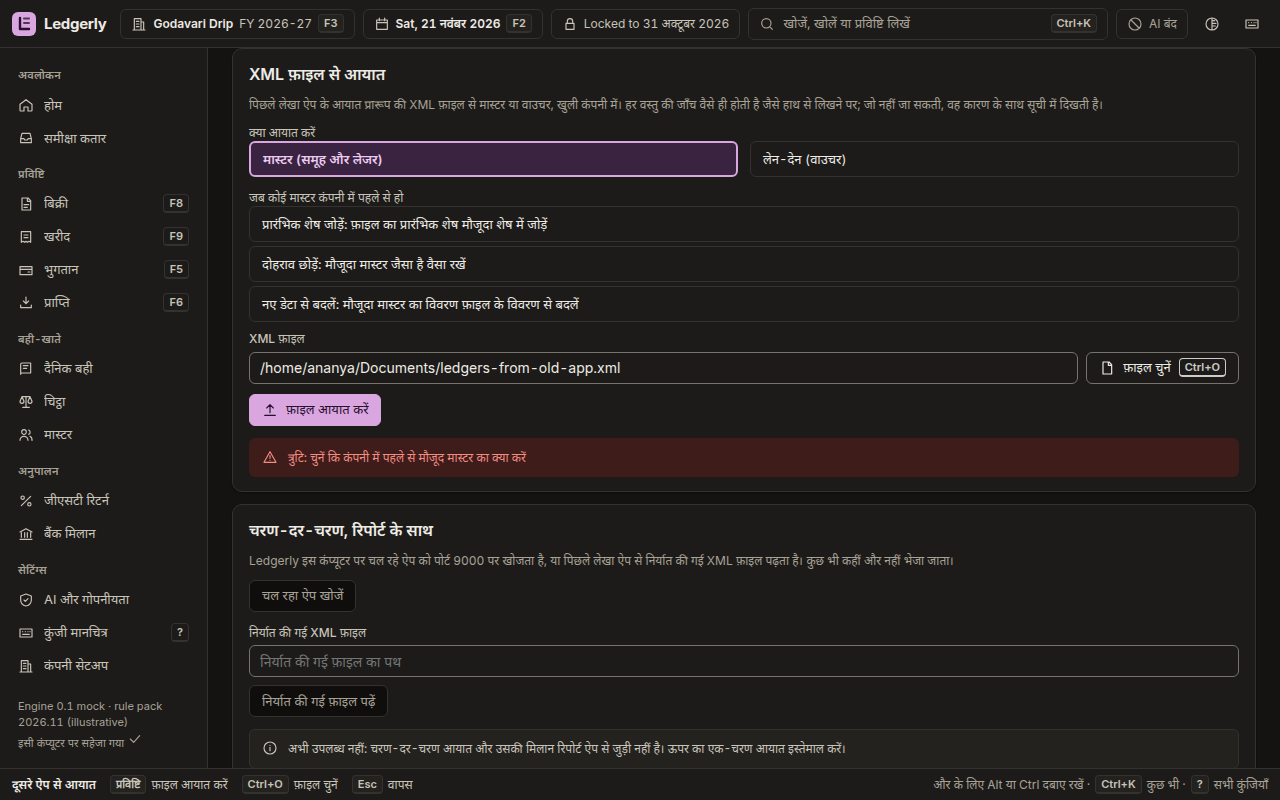 Ledgerly
Godavari Drip FY 2026-27 F3
Sat, 21 नवंबर 2026 F2
Locked to 31 अक्टूबर 2026
खोजें, खोलें या प्रविष्टि लिखें Ctrl+K
AI बंद
अवलोकन
होम
समीक्षा कतार
प्रविष्टि
बिक्री F8
खरीद F9
भुगतान F5
प्राप्ति F6
बही-खाते
दैनिक बही
चिट्ठा
मास्टर
अनुपालन
जीएसटी रिटर्न
बैंक मिलान
सेटिंग्स
AI और गोपनीयता
कुंजी मानचित्र ?
कंपनी सेटअप
Engine 0.1 mock · rule pack
2026.11 (illustrative)
इसी कंप्यूटर पर सहेजा गया
XML फ़ाइल से आयात
पिछले लेखा ऐप के आयात प्रारूप की XML फ़ाइल से मास्टर या वाउचर, खुली कंपनी में। हर वस्तु की जाँच वैसे ही होती है जैसे हाथ से लिखने पर; जो नहीं जा सकती, वह कारण के साथ सूची में दिखती है।
क्या आयात करें
मास्टर (समूह और लेजर)
लेन-देन (वाउचर)
जब कोई मास्टर कंपनी में पहले से हो
प्रारंभिक शेष जोड़ें: फ़ाइल का प्रारंभिक शेष मौजूदा शेष में जोड़ें
दोहराव छोड़ें: मौजूदा मास्टर जैसा है वैसा रखें
नए डेटा से बदलें: मौजूदा मास्टर का विवरण फ़ाइल के विवरण से बदलें
XML फ़ाइल
/home/ananya/Documents/ledgers-from-old-app.xml
फ़ाइल चुनें Ctrl+O
फ़ाइल आयात करें
त्रुटि: चुनें कि कंपनी में पहले से मौजूद मास्टर का क्या करें
चरण-दर-चरण, रिपोर्ट के साथ
Ledgerly इस कंप्यूटर पर चल रहे ऐप को पोर्ट 9000 पर खोजता है, या पिछले लेखा ऐप से निर्यात की गई XML फ़ाइल पढ़ता है। कुछ भी कहीं और नहीं भेजा जाता।
चल रहा ऐप खोजें
निर्यात की गई XML फ़ाइल
निर्यात की गई फ़ाइल का पथ
निर्यात की गई फ़ाइल पढ़ें
अभी उपलब्ध नहीं: चरण-दर-चरण आयात और उसकी मिलान रिपोर्ट ऐप से जुड़ी नहीं है। ऊपर का एक-चरण आयात इस्तेमाल करें।
दूसरे ऐप से आयात
प्रविष्टि फ़ाइल आयात करें
Ctrl+O फ़ाइल चुनें
Esc वापस
और के लिए Alt या Ctrl दबाए रखें · Ctrl+K कुछ भी · ? सभी कुंजियाँ